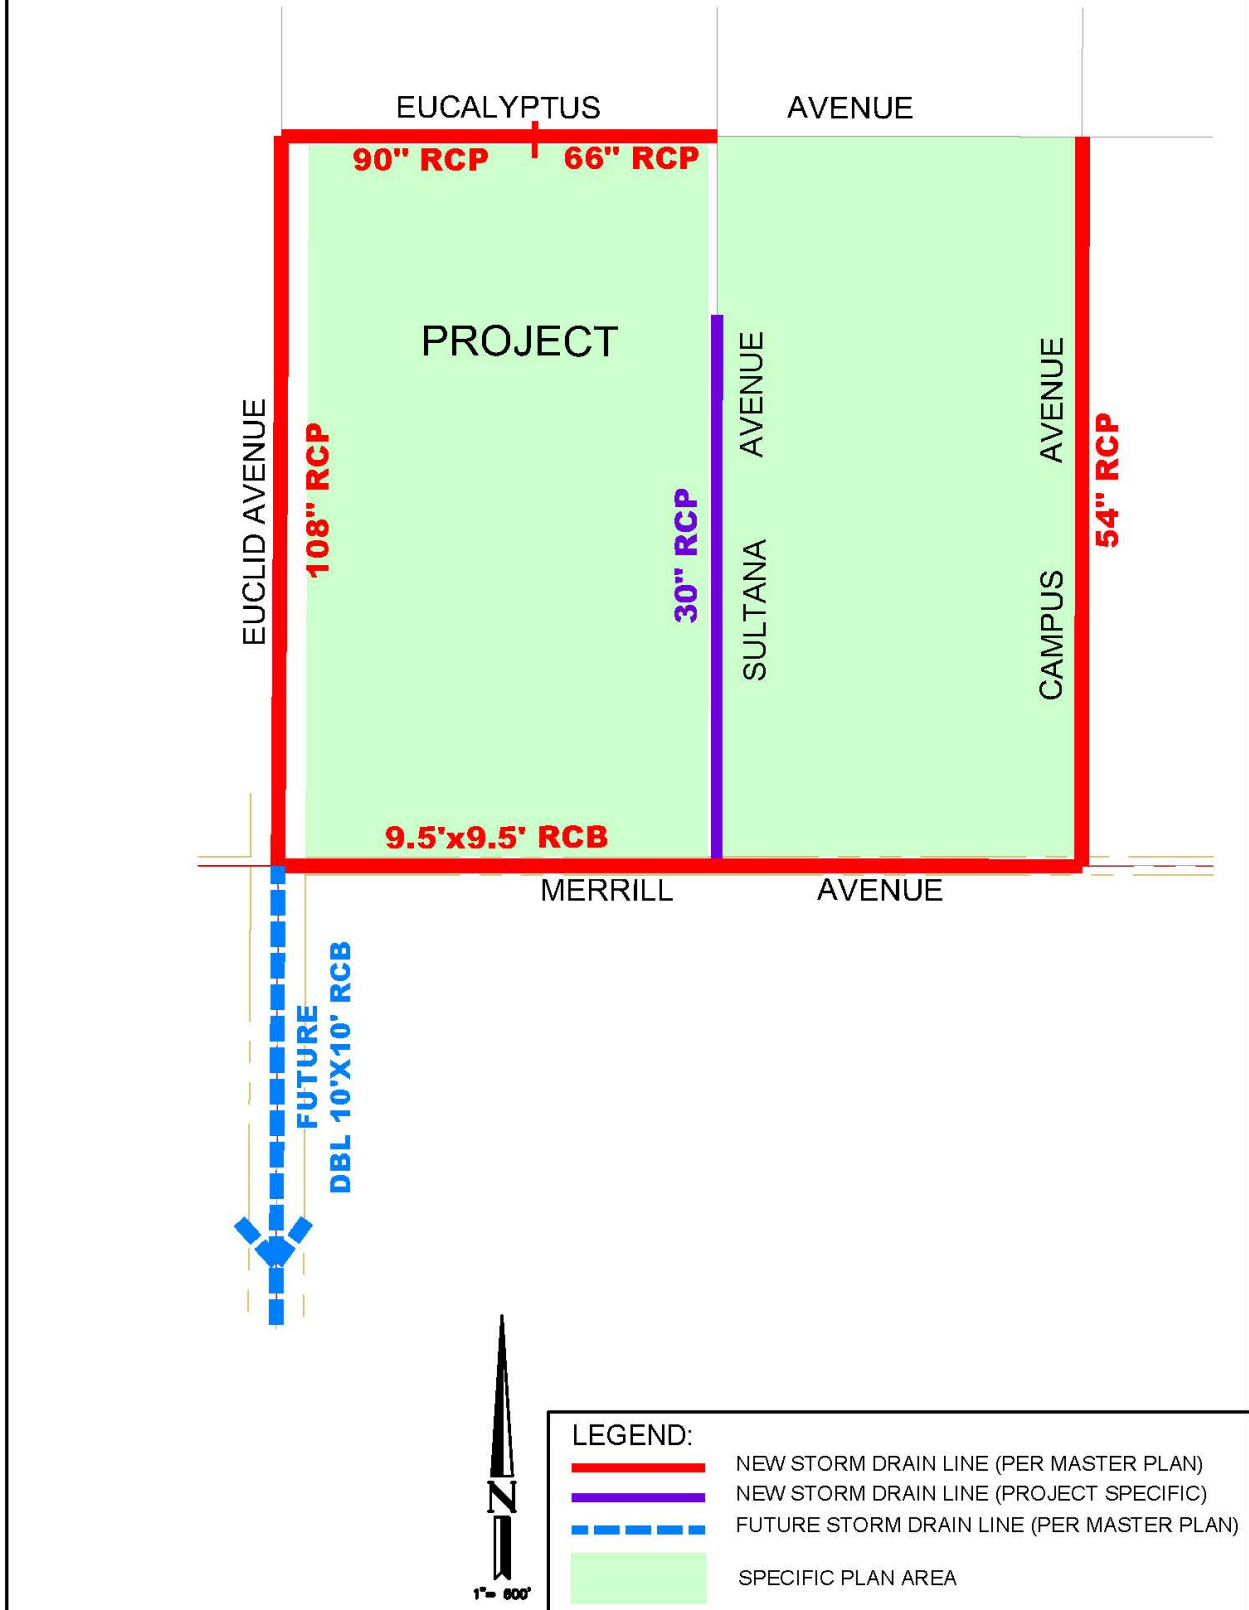 EUCALYPTUS AVENUE
90" RCP
66" RCP
PROJECT
EUCLID AVENUE
108" RCP
30" RCP
SULTANA AVENUE
CAMPUS AVENUE
54" RCP
9.5'x9.5' RCB
MERRILL AVENUE
FUTURE
DBL 10'X10' RCB
N
1"= 600'
LEGEND:
NEW STORM DRAIN LINE (PER MASTER PLAN)
NEW STORM DRAIN LINE (PROJECT SPECIFIC)
FUTURE STORM DRAIN LINE (PER MASTER PLAN)
SPECIFIC PLAN AREA